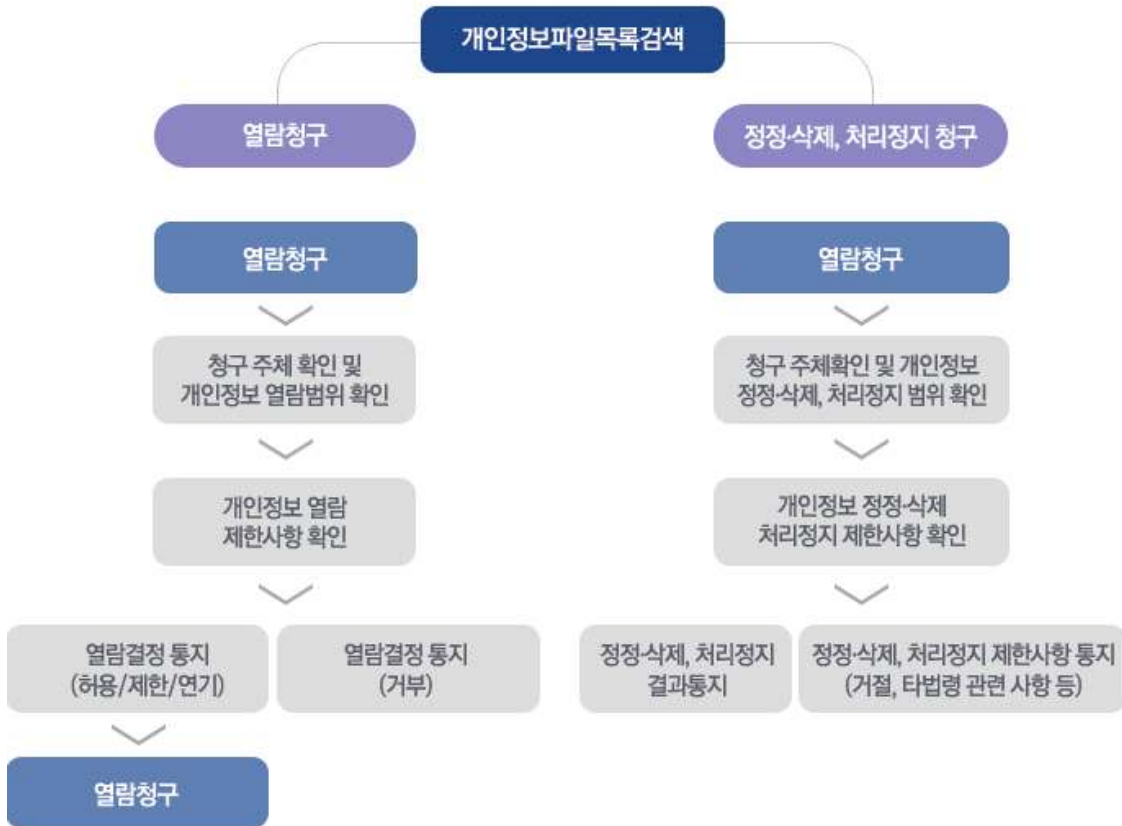 개인정보파일목록검색
열람청구
정정·삭제, 처리정지 청구
열람청구
열람청구
청구 주체 확인 및
개인정보 열람범위 확인
청구 주체확인 및 개인정보
정정·삭제, 처리정지 범위 확인
개인정보 열람
제한사항 확인
개인정보 정정·삭제
처리정지 제한사항 확인
열람결정 통지
(허용/제한/연기)
열람결정 통지
(거부)
정정·삭제, 처리정지
결과통지
정정·삭제, 처리정지 제한사항 통지
(거절, 타법령 관련 사항 등)
열람청구